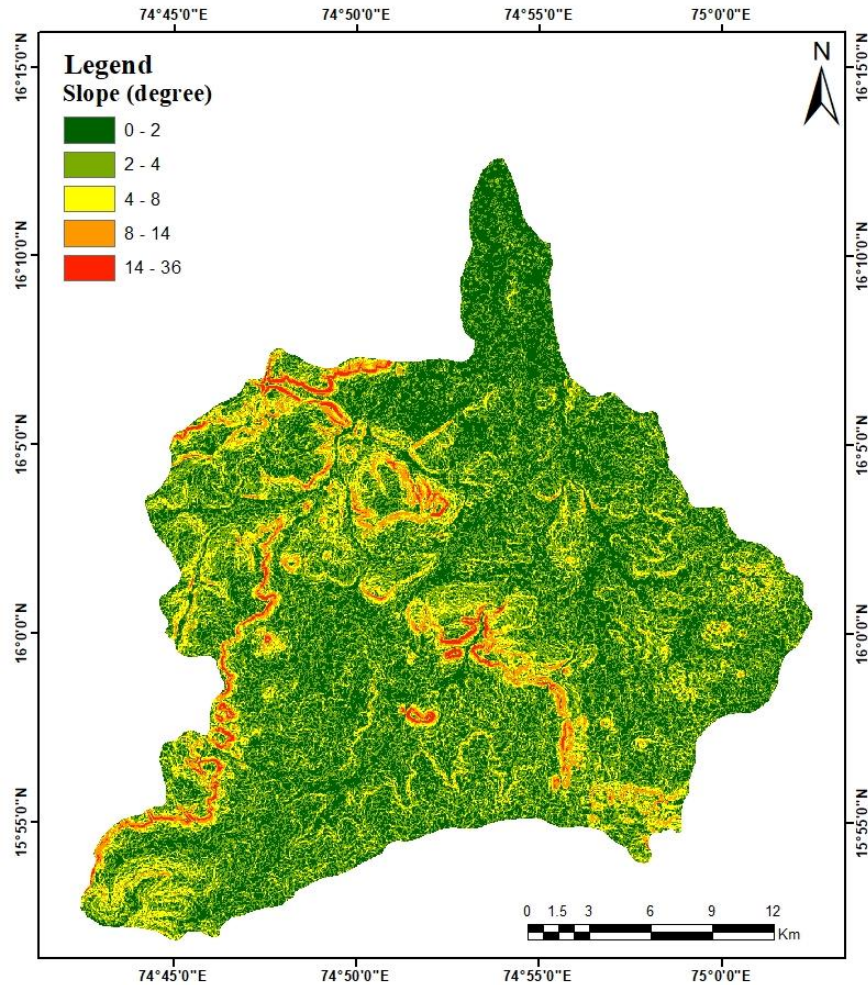 74°45'0"E 74°50'0"E 74°55'0"E 75°0'0"E
16°15'0"N 16°15'0"N
N
Legend
Slope (degree)
0 - 2
2 - 4
4 - 8
8 - 14
14 - 36
16°10'0"N 16°10'0"N
16°5'0"N 16°5'0"N
16°0'0"N 16°0'0"N
15°55'0"N 15°55'0"N
0 1.5 3 6 9 12
Km
74°45'0"E 74°50'0"E 74°55'0"E 75°0'0"E